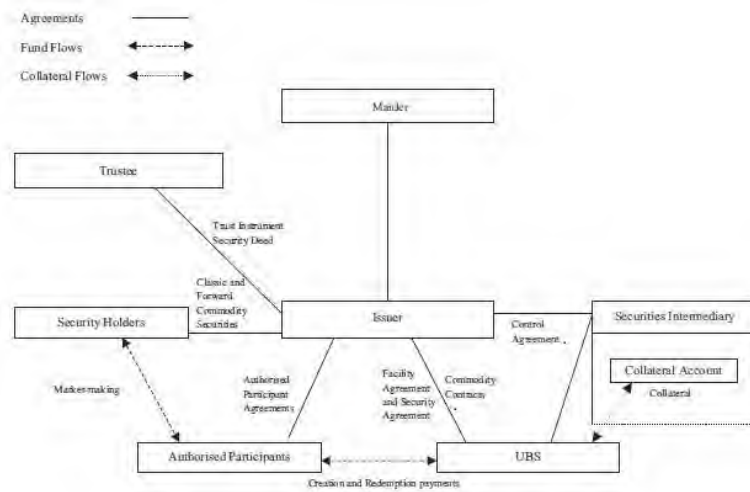 Agreements
Fund Flows
Collateral Flows
Manler
Trustee
Trust Instrument
Security Deed
Classic and
Forward
Commodity
Securities
Security Holders
Issuer
Control
Agreement
Securities Intermediary
Collateral Account
Collateral
Market-making
Authorised
Participant
Agreements
Facility
Agreement
and Security
Agreement
Commodity
Contracts
Authorised Participants
UBS
Creation and Redemption payments